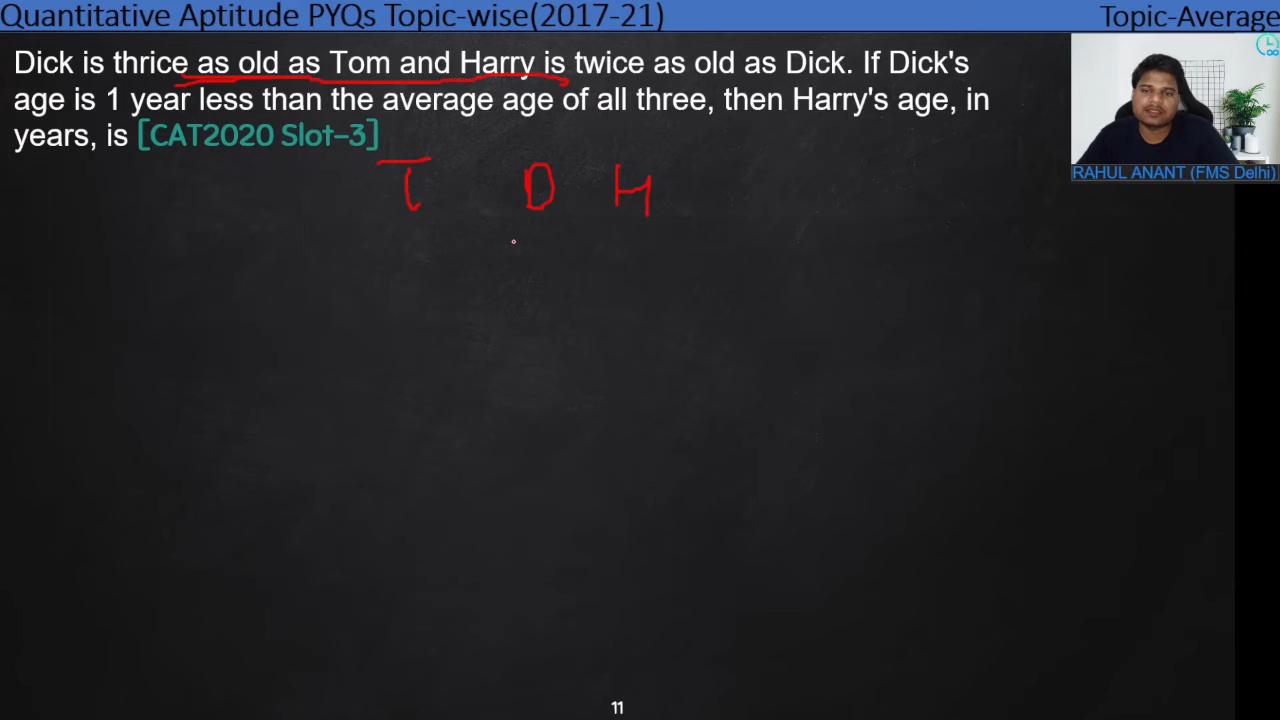 Quantitative Aptitude PYQs Topic-wise(2017-21)
Topic-Average
Dick is thrice as old as Tom and Harry is twice as old as Dick. If Dick's
age is 1 year less than the average age of all three, then Harry's age, in
years, is [CAT2020 Slot-3]
RAHUL ANANT (FMS Delhi)
T D H
11